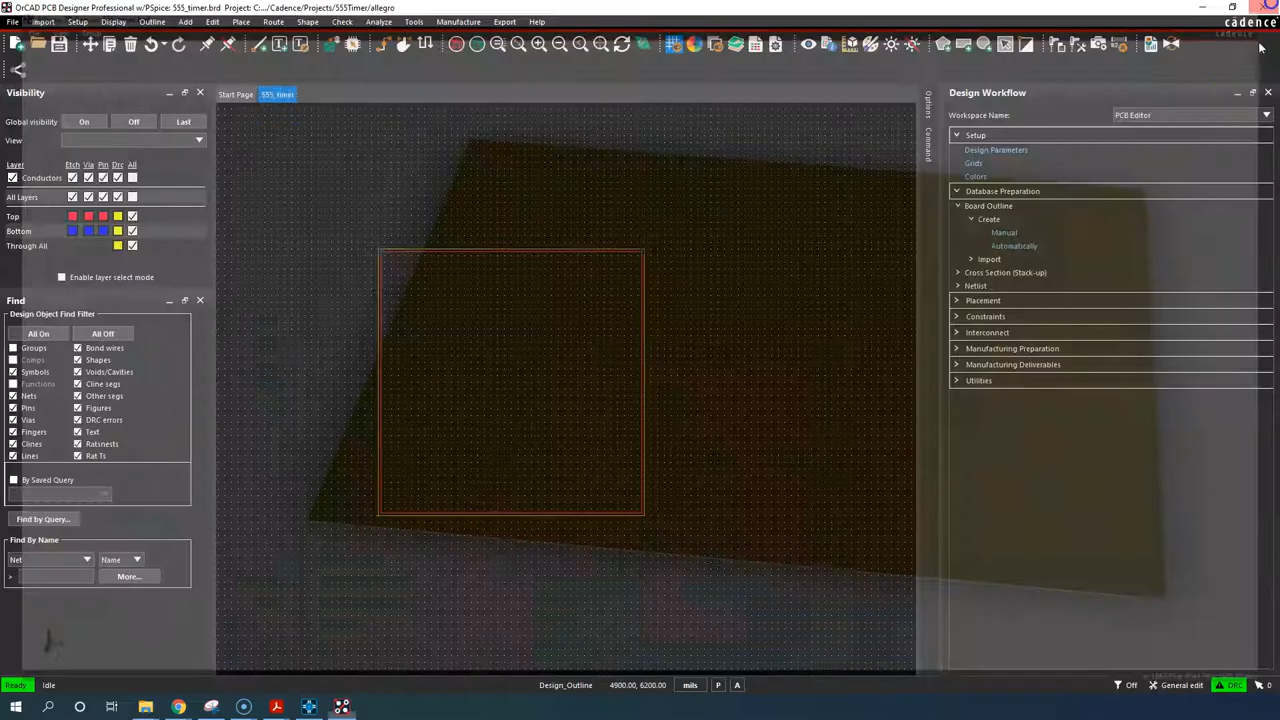 OrCAD PCB Designer Professional w/PSpice: 555_timer.brd Project: C:.../Cadence/Projects/555Timer/allegro
File Import Setup Display Outline Add Edit Place Route Shape Check Analyze Tools Manufacture Export Help
cadence
cadence
Visibility
Start Page 555_timer
Design Workflow
Global visibility On Off Last
View
Workspace Name: PCB Editor
Layer Etch Via Pin Drc All
Conductors
All Layers
Top
Bottom
Through All
Enable layer select mode
Options
Command
Setup
Design Parameters
Grids
Colors
Database Preparation
Board Outline
Create
Manual
Automatically
Import
Cross Section (Stack-up)
Netlist
Placement
Constraints
Interconnect
Manufacturing Preparation
Manufacturing Deliverables
Utilities
Find
Design Object Find Filter
All On All Off
Groups Bond wires
Comps Shapes
Symbols Voids/Cavities
Functions Cline segs
Nets Other segs
Pins Figures
Vias DRC errors
Fingers Text
Clines Ratsnests
Lines Rat Ts
By Saved Query
Find by Query...
Find By Name
Net Name
> More...
Ready Idle Design_Outline 4900.00, 6200.00 mils P A Off General edit DRC 0